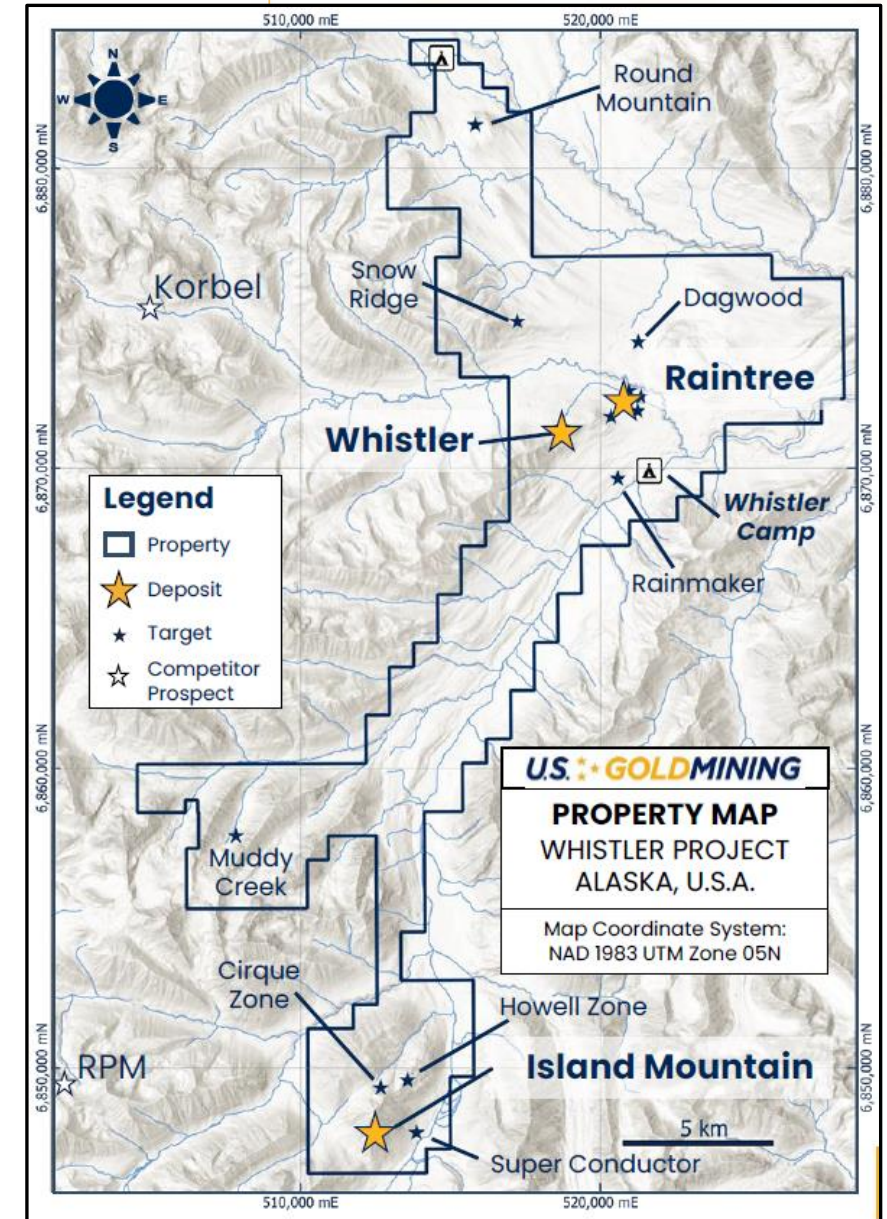 510,000 mE
520,000 mE
N
W
E
S
Round
Mountain
6,880,000 mN
6,880,000 mN
Snow
Ridge
Korbel
Dagwood
Raintree
Whistler
6,870,000 mN
6,870,000 mN
Legend
Property
Deposit
Target
Competitor
Prospect
Whistler
Camp
Rainmaker
6,860,000 mN
6,860,000 mN
U.S. GOLDMINING
PROPERTY MAP
WHISTLER PROJECT
ALASKA, U.S.A.
Map Coordinate System:
NAD 1983 UTM Zone 05N
Muddy
Creek
Cirque
Zone
Howell Zone
RPM
Island Mountain
6,850,000 mN
6,850,000 mN
5 km
Super Conductor
510,000 mE
520,000 mE